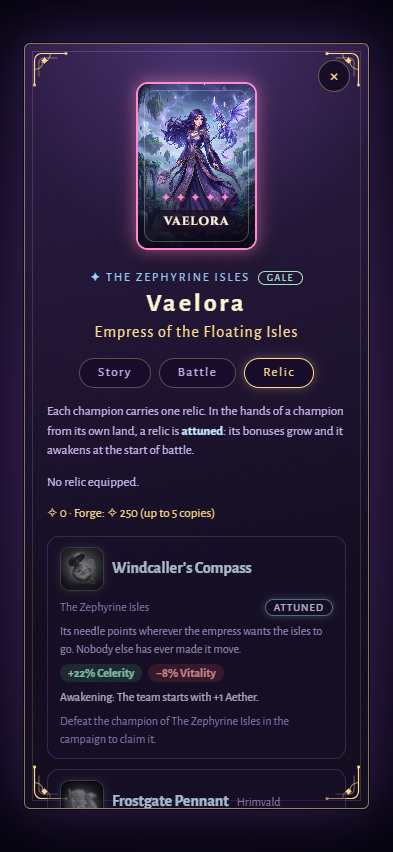 ×
VAELORA
✦ THE ZEPHYRINE ISLES GALE
Vaelora
Empress of the Floating Isles
Story Battle Relic
Each champion carries one relic. In the hands of a champion
from its own land, a relic is attuned: its bonuses grow and it
awakens at the start of battle.
No relic equipped.
✧ 0 · Forge: ✧ 250 (up to 5 copies)
Windcaller's Compass
The Zephyrine Isles ATTUNED
Its needle points wherever the empress wants the isles to
go. Nobody else has ever made it move.
+22% Celerity −8% Vitality
Awakening: The team starts with +1 Aether.
Defeat the champion of The Zephyrine Isles in the
campaign to claim it.
Frostgate Pennant Hrimvald